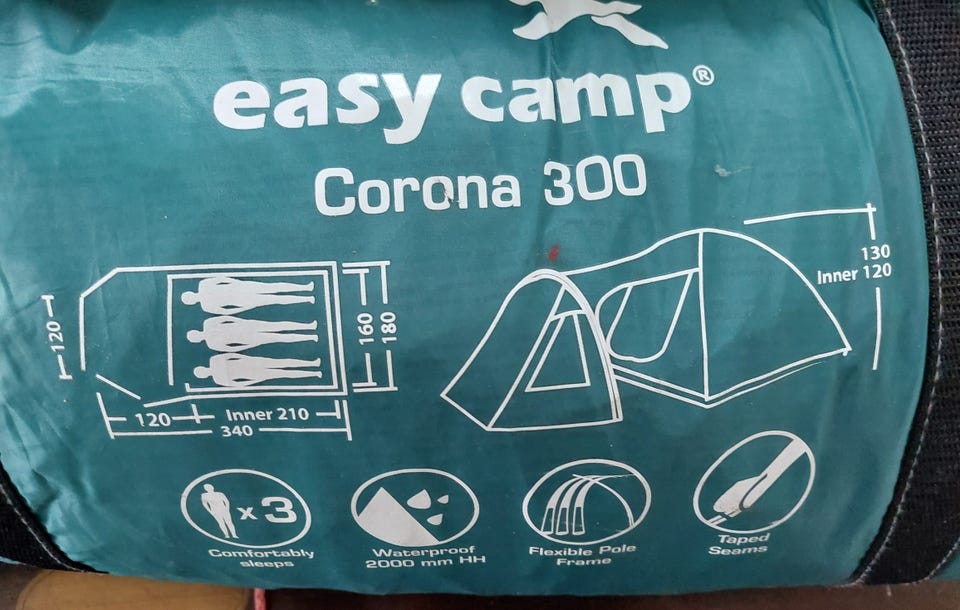 easy camp®
Corona 300
130
Inner 120
120
160
180
120
Inner 210
340
x 3
Comfortably
sleeps
Waterproof
2000 mm HH
Flexible Pole
Frame
Taped
Seams